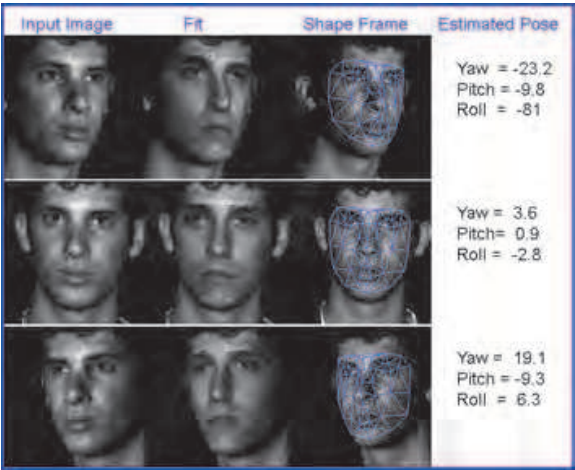 Input Image Fit Shape Frame Estimated Pose
Yaw = -23.2
Pitch = -9.8
Roll = -81
Yaw = 3.6
Pitch= 0.9
Roll = -2.8
Yaw = 19.1
Pitch = -9.3
Roll = 6.3